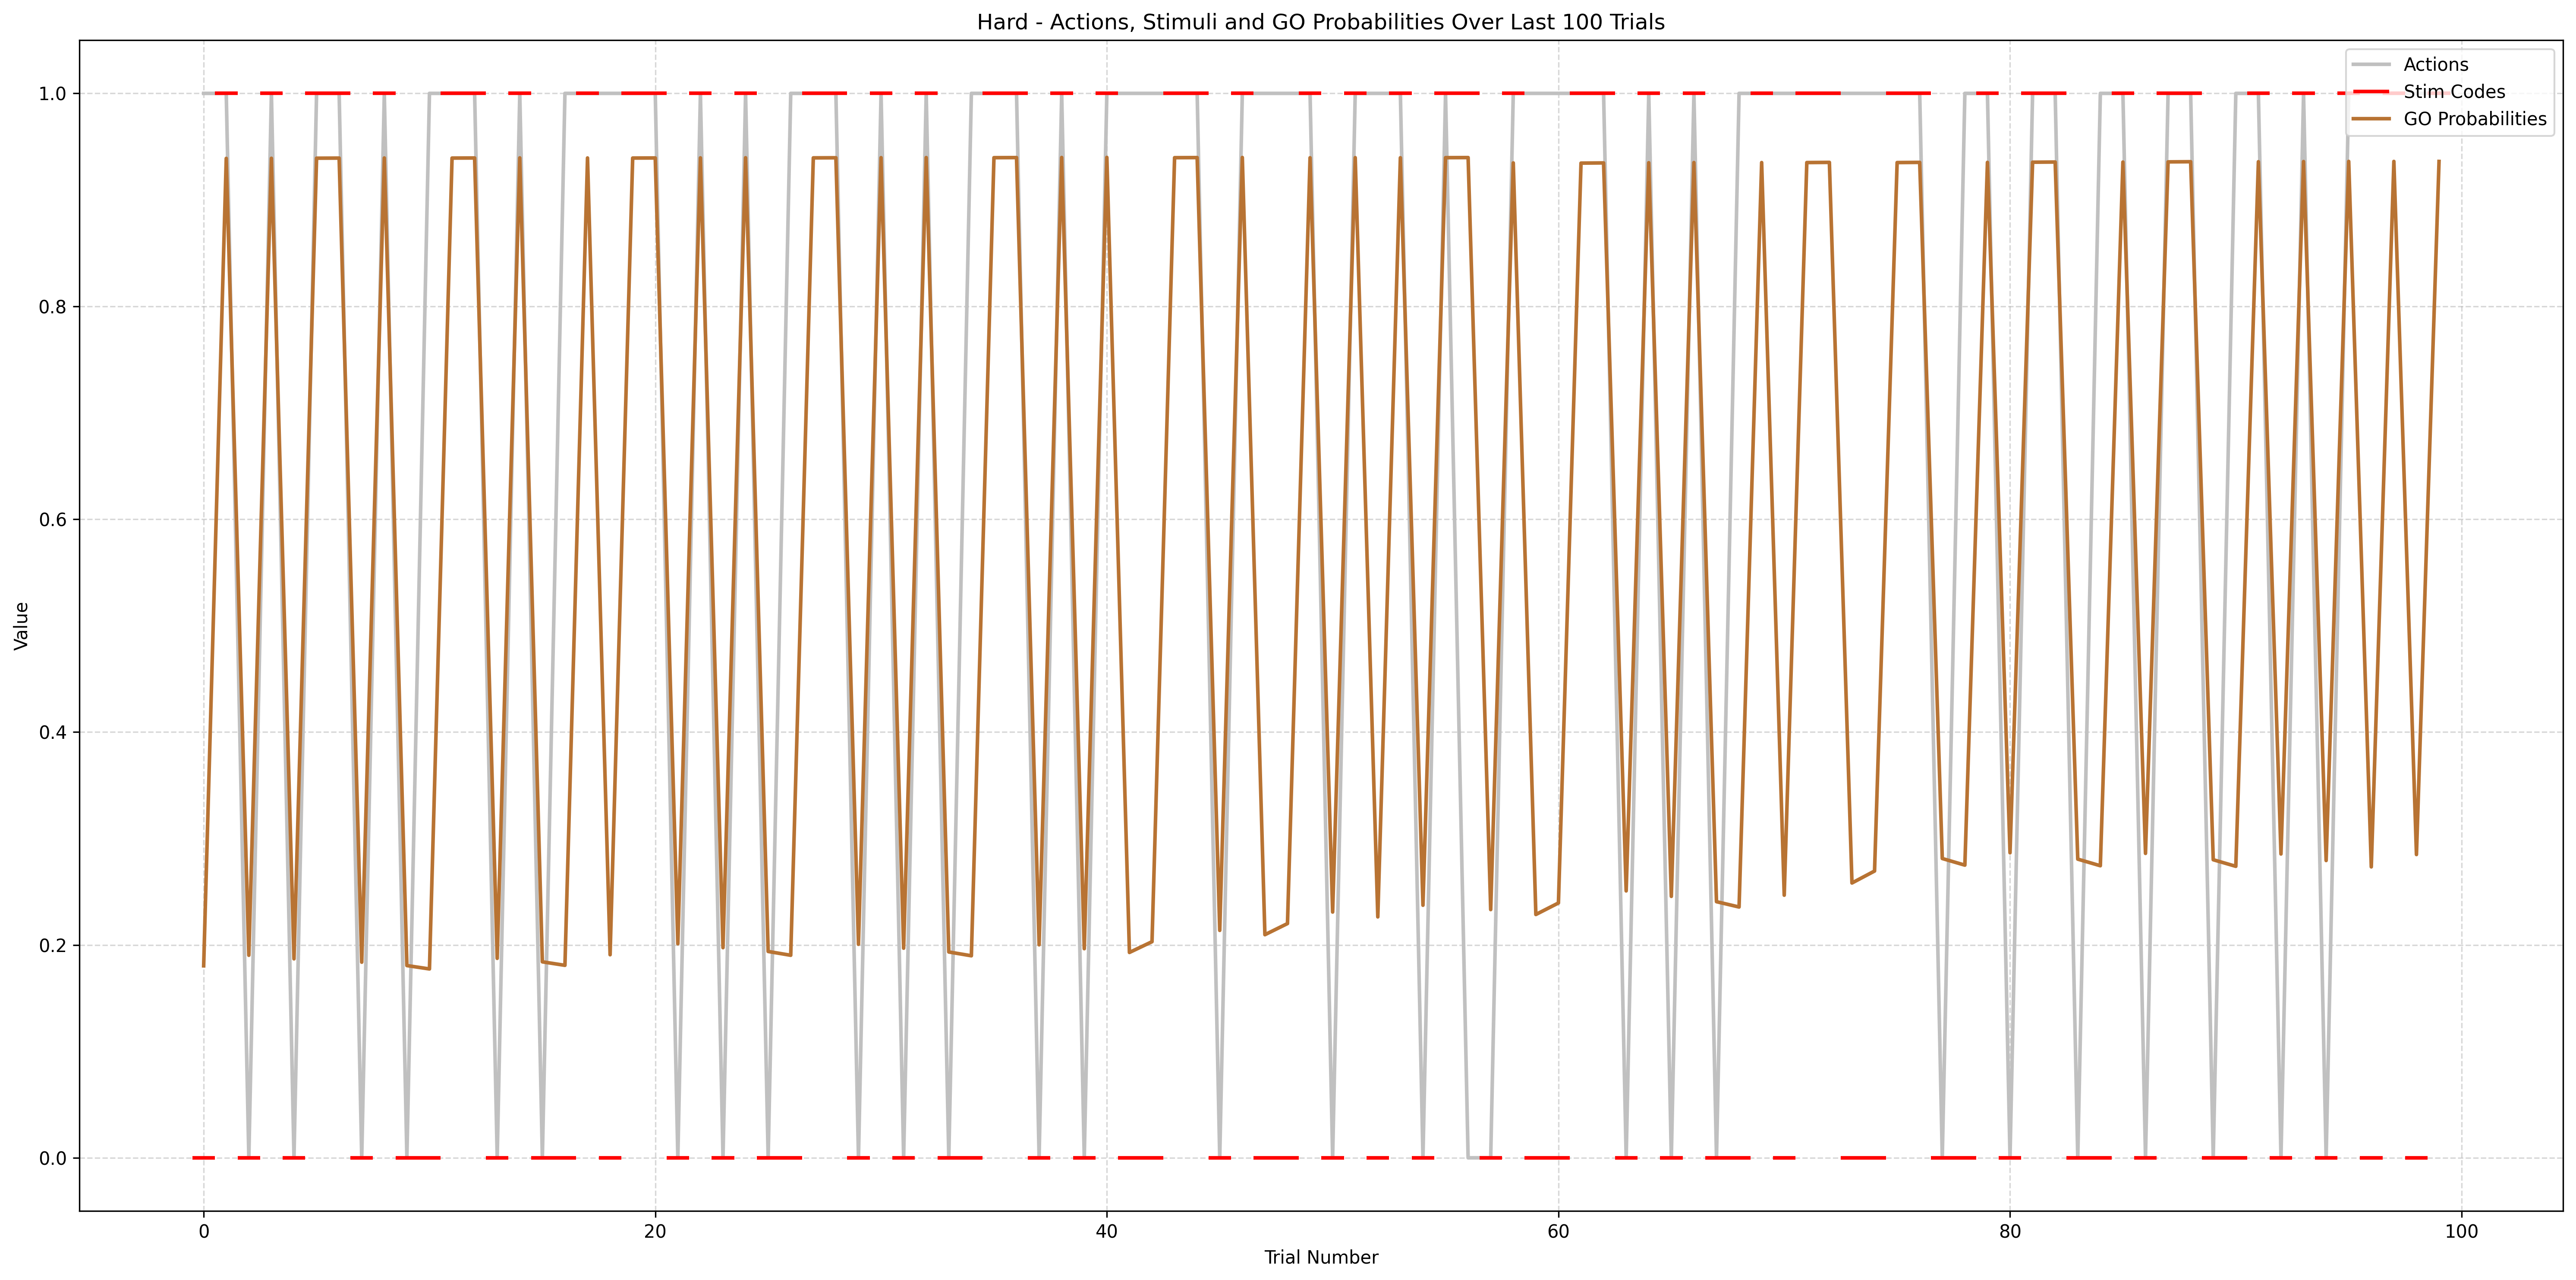 Hard - Actions, Stimuli and GO Probabilities Over Last 100 Trials
Actions
Stim Codes
GO Probabilities
1.0
0.8
0.6
0.4
0.2
0.0
Value
0
20
40
60
80
100
Trial Number